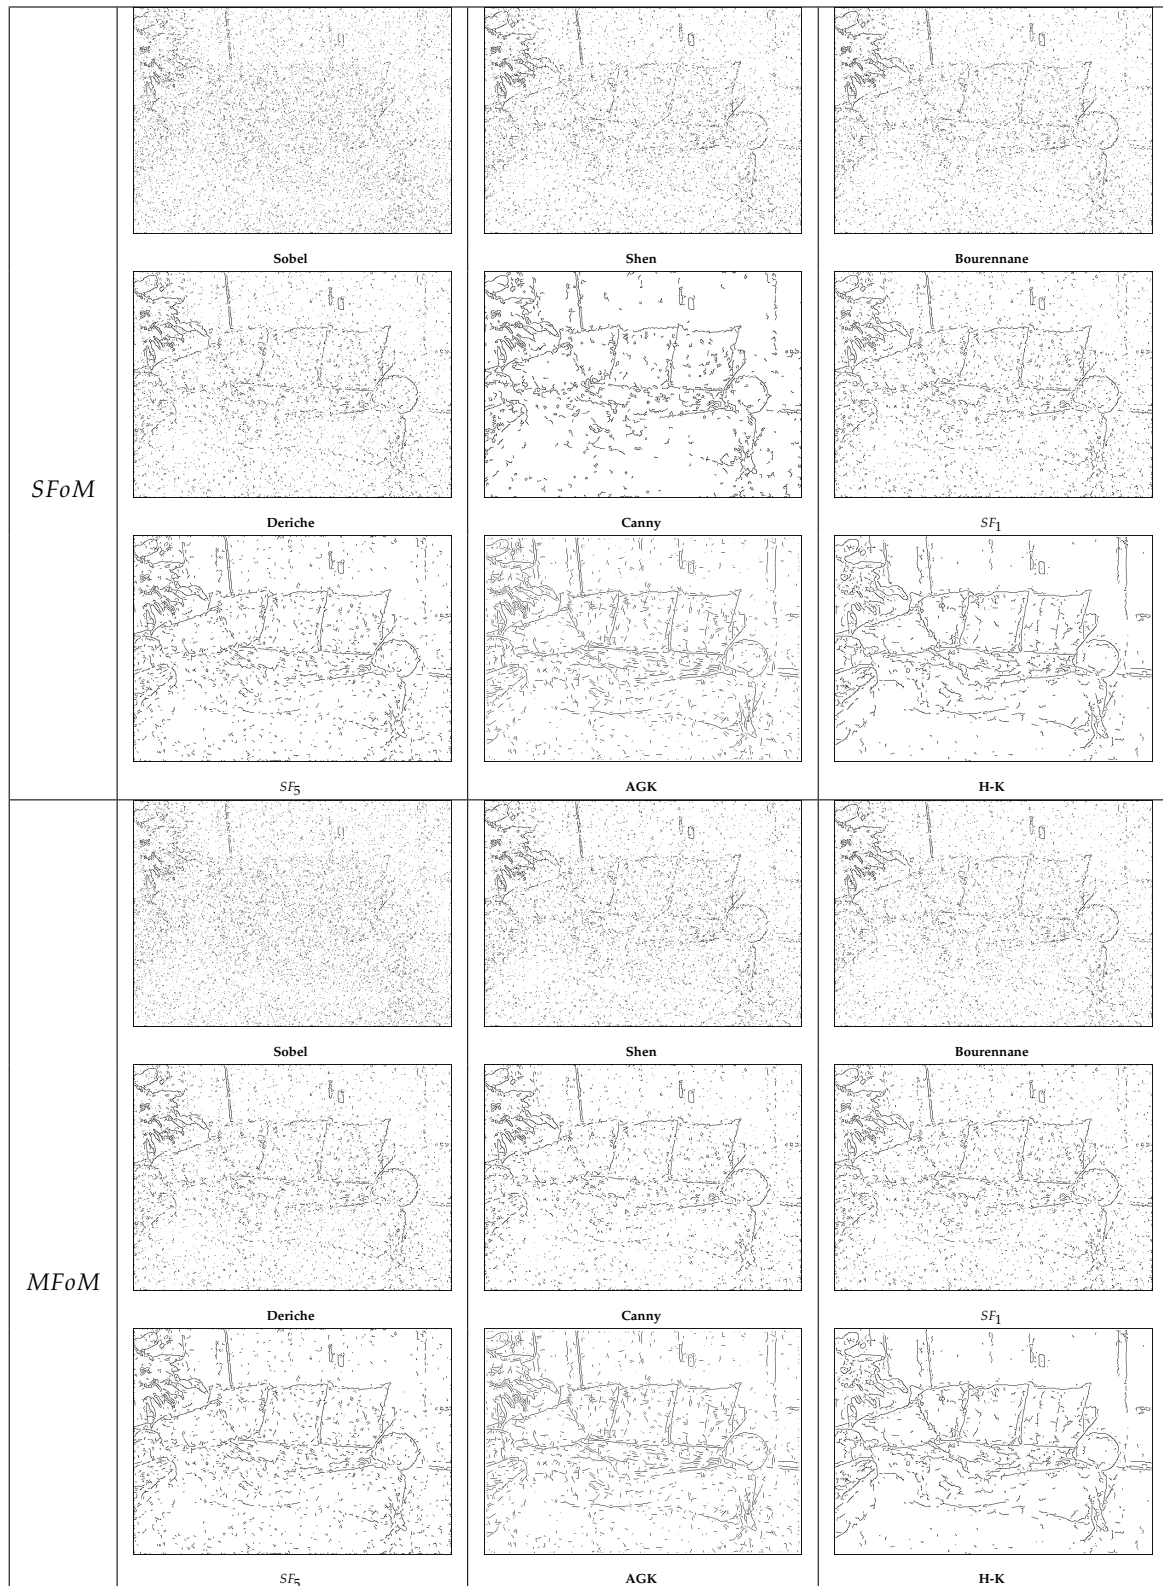 Sobel Shen Bourennane
Deriche Canny SF1
SFoM
SF5 AGK H-K
Sobel Shen Bourennane
Deriche Canny SF1
MFoM
SF5 AGK H-K